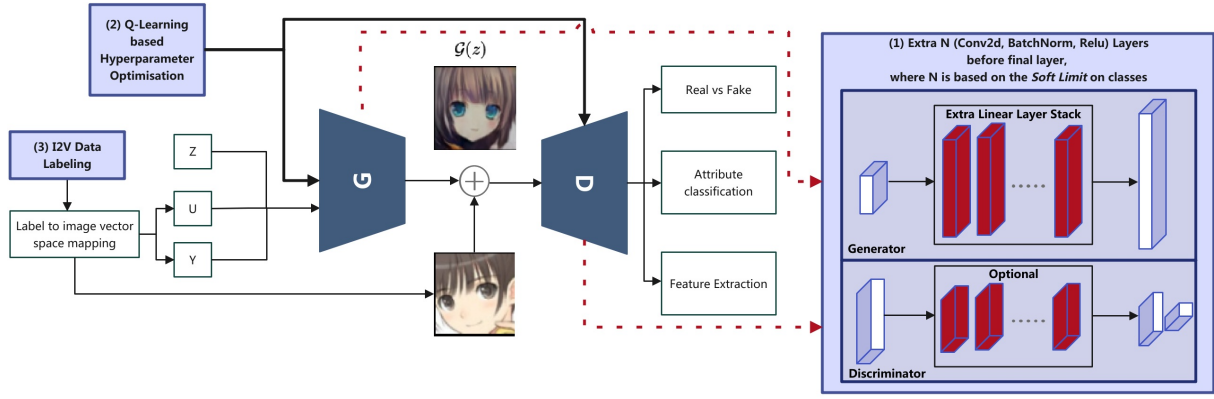 (2) Q-Learning
based
Hyperparameter
Optimisation
(3) I2V Data
Labeling
Label to image vector
space mapping
Z
U
Y
G
𝒢(z)
D
Real vs Fake
Attribute
classification
Feature Extraction
(1) Extra N (Conv2d, BatchNorm, Relu) Layers
before final layer,
where N is based on the Soft Limit on classes
Extra Linear Layer Stack
Generator
Optional
Discriminator